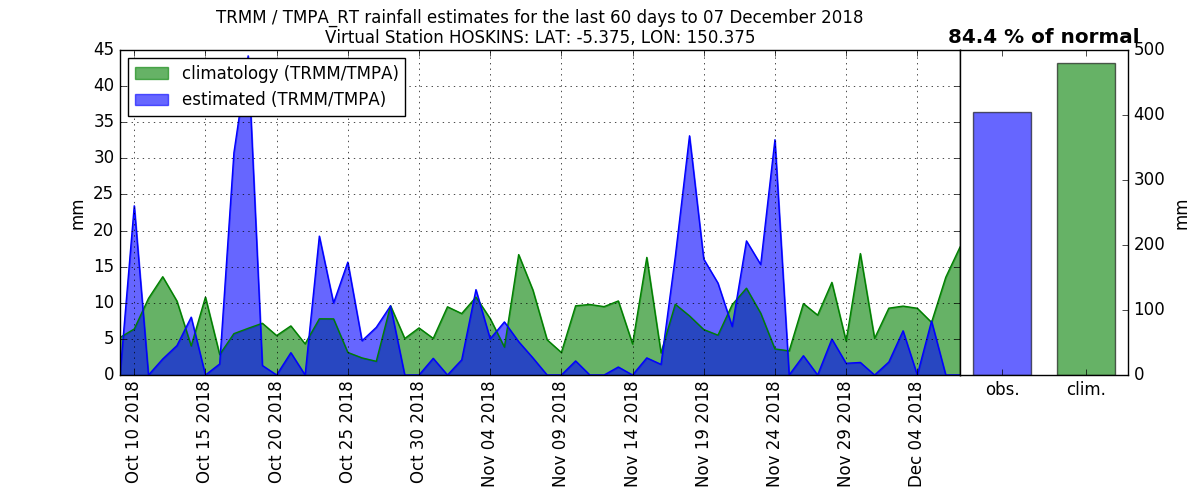 TRMM / TMPA_RT rainfall estimates for the last 60 days to 07 December 2018
Virtual Station HOSKINS: LAT: -5.375, LON: 150.375
84.4 % of normal
climatology (TRMM/TMPA)
estimated (TRMM/TMPA)
45
40
35
30
25
20
15
10
5
0
mm
Oct 10 2018
Oct 15 2018
Oct 20 2018
Oct 25 2018
Oct 30 2018
Nov 04 2018
Nov 09 2018
Nov 14 2018
Nov 19 2018
Nov 24 2018
Nov 29 2018
Dec 04 2018
obs.
clim.
500
400
300
200
100
0
mm